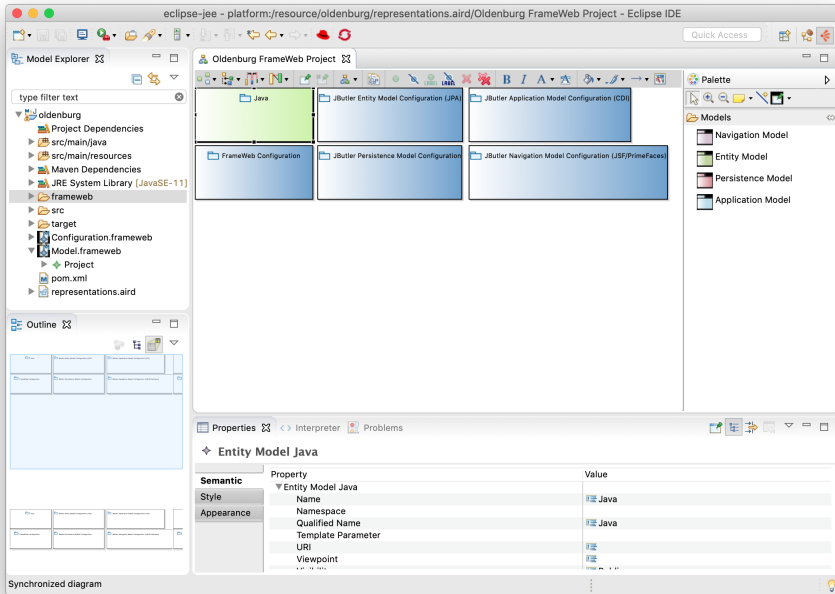 eclipse-jee - platform:/resource/oldenburg/representations.aird/Oldenburg FrameWeb Project - Eclipse IDE
Quick Access
Model Explorer
type filter text
oldenburg
Project Dependencies
src/main/java
src/main/resources
Maven Dependencies
JRE System Library [JavaSE-11]
frameweb
src
target
Configuration.frameweb
Model.frameweb
Project
pom.xml
representations.aird
Outline
Oldenburg FrameWeb Project
B I A
Java
JButler Entity Model Configuration (JPA)
JButler Application Model Configuration (CDI)
FrameWeb Configuration
JButler Persistence Model Configuration
JButler Navigation Model Configuration (JSF/PrimeFaces)
Palette
Models
Navigation Model
Entity Model
Persistence Model
Application Model
Properties
Interpreter
Problems
Entity Model Java
Semantic
Style
Appearance
Property Value
Entity Model Java
Name Java
Namespace
Qualified Name Java
Template Parameter
URI
Viewpoint
Synchronized diagram